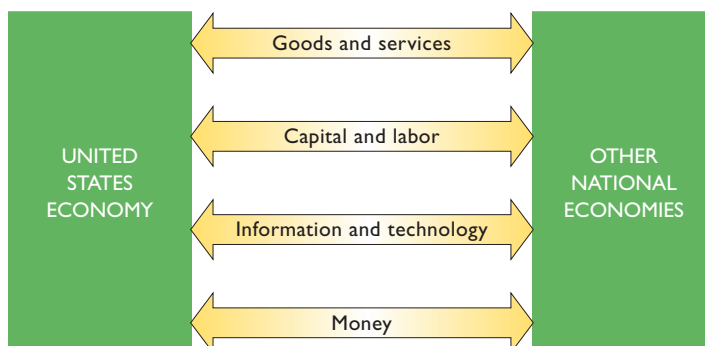 Goods and services
Capital and labor
UNITED
STATES
ECONOMY
OTHER
NATIONAL
ECONOMIES
Information and technology
Money